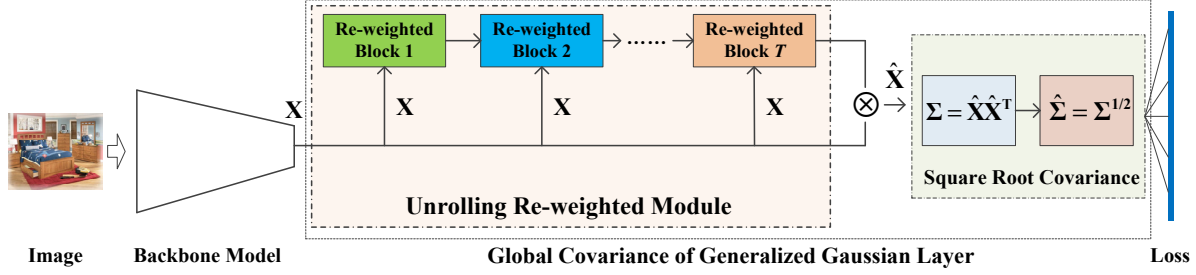 Re-weighted
Block 1
Re-weighted
Block 2
……
Re-weighted
Block T
X
X
X
X
⊗
X̂
Σ = X̂X̂ᵀ
Σ̂ = Σ^{1/2}
Square Root Covariance
Unrolling Re-weighted Module
Image
Backbone Model
Global Covariance of Generalized Gaussian Layer
Loss